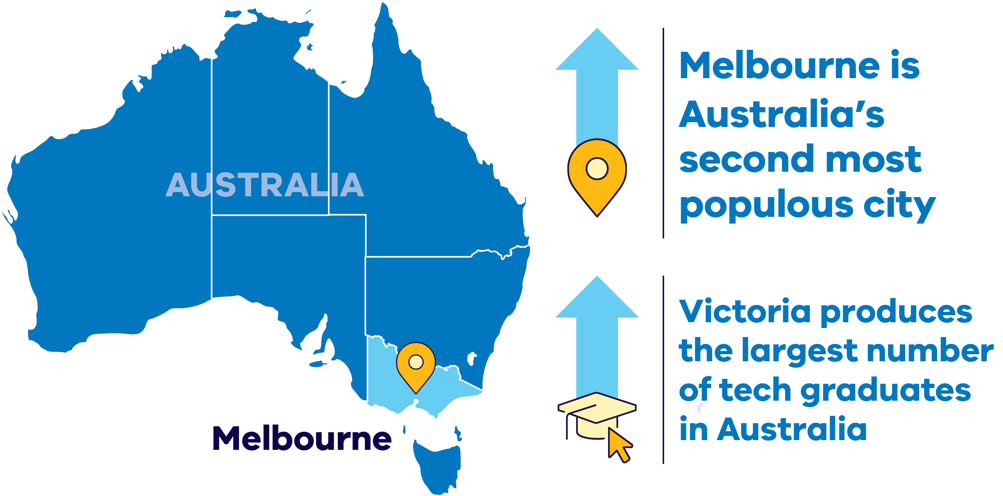 AUSTRALIA
Melbourne
Melbourne is
Australia's
second most
populous city
Victoria produces
the largest number
of tech graduates
in Australia